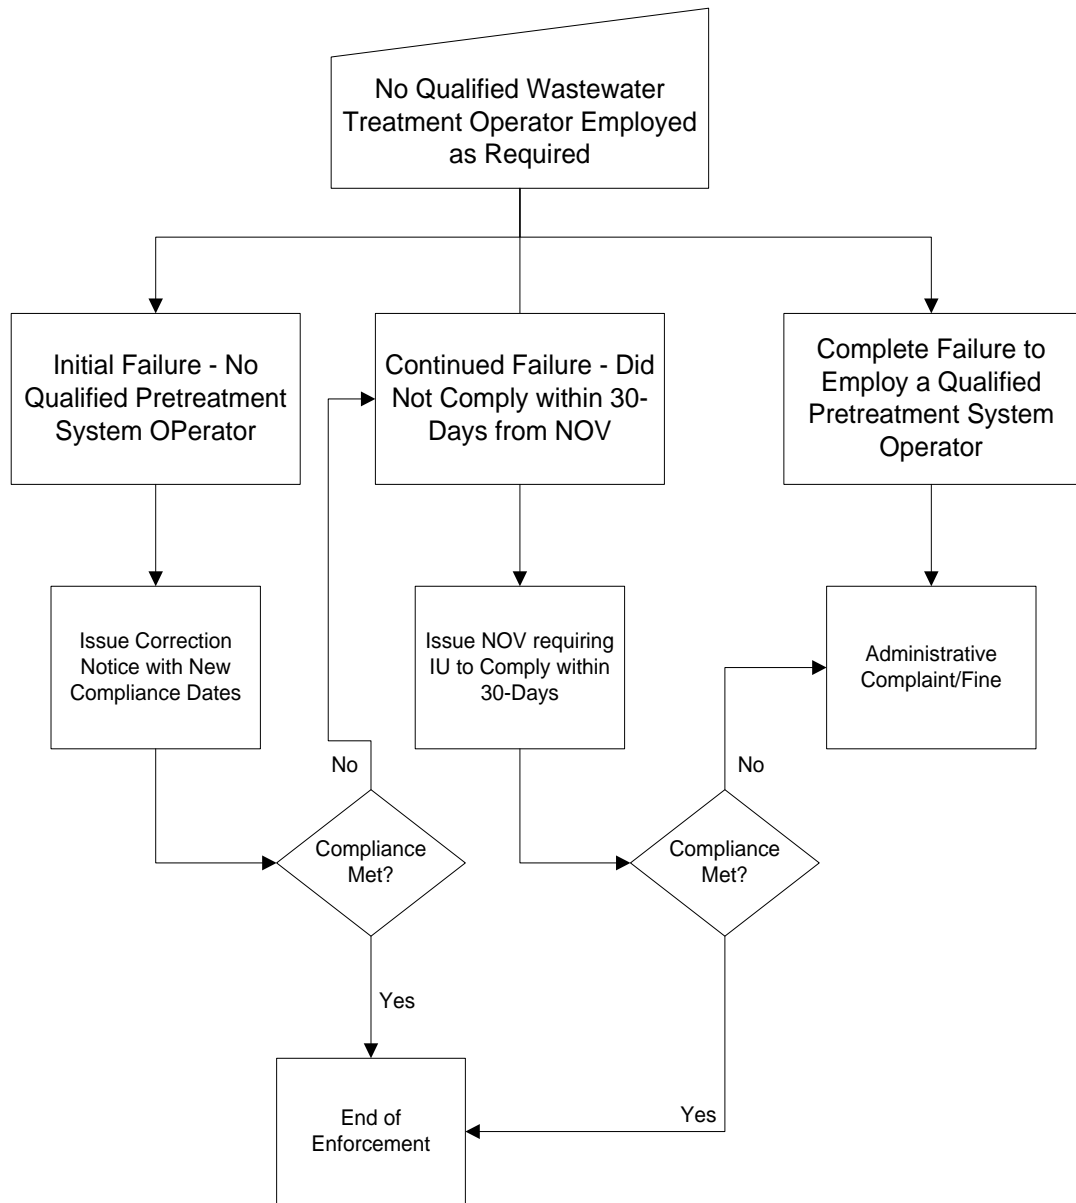 No Qualified Wastewater
Treatment Operator Employed
as Required
Initial Failure - No
Qualified Pretreatment
System OPerator
Continued Failure - Did
Not Comply within 30-
Days from NOV
Complete Failure to
Employ a Qualified
Pretreatment System
Operator
Issue Correction
Notice with New
Compliance Dates
Issue NOV requiring
IU to Comply within
30-Days
Administrative
Complaint/Fine
No
No
Compliance
Met?
Compliance
Met?
Yes
Yes
End of
Enforcement